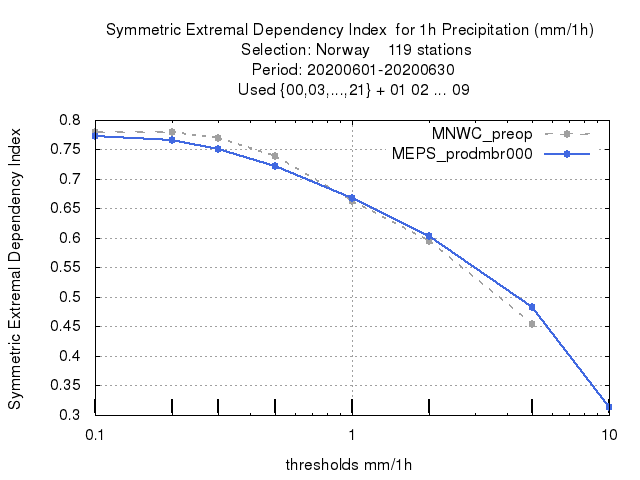 Symmetric Extremal Dependency Index  for 1h Precipitation (mm/1h)
Selection: Norway    119 stations
Period: 20200601-20200630
Used {00,03,...,21} + 01 02 ... 09
MNWC_preop
MEPS_prodmbr000
Symmetric Extremal Dependency Index
0.8
0.75
0.7
0.65
0.6
0.55
0.5
0.45
0.4
0.35
0.3
0.1
1
10
thresholds mm/1h